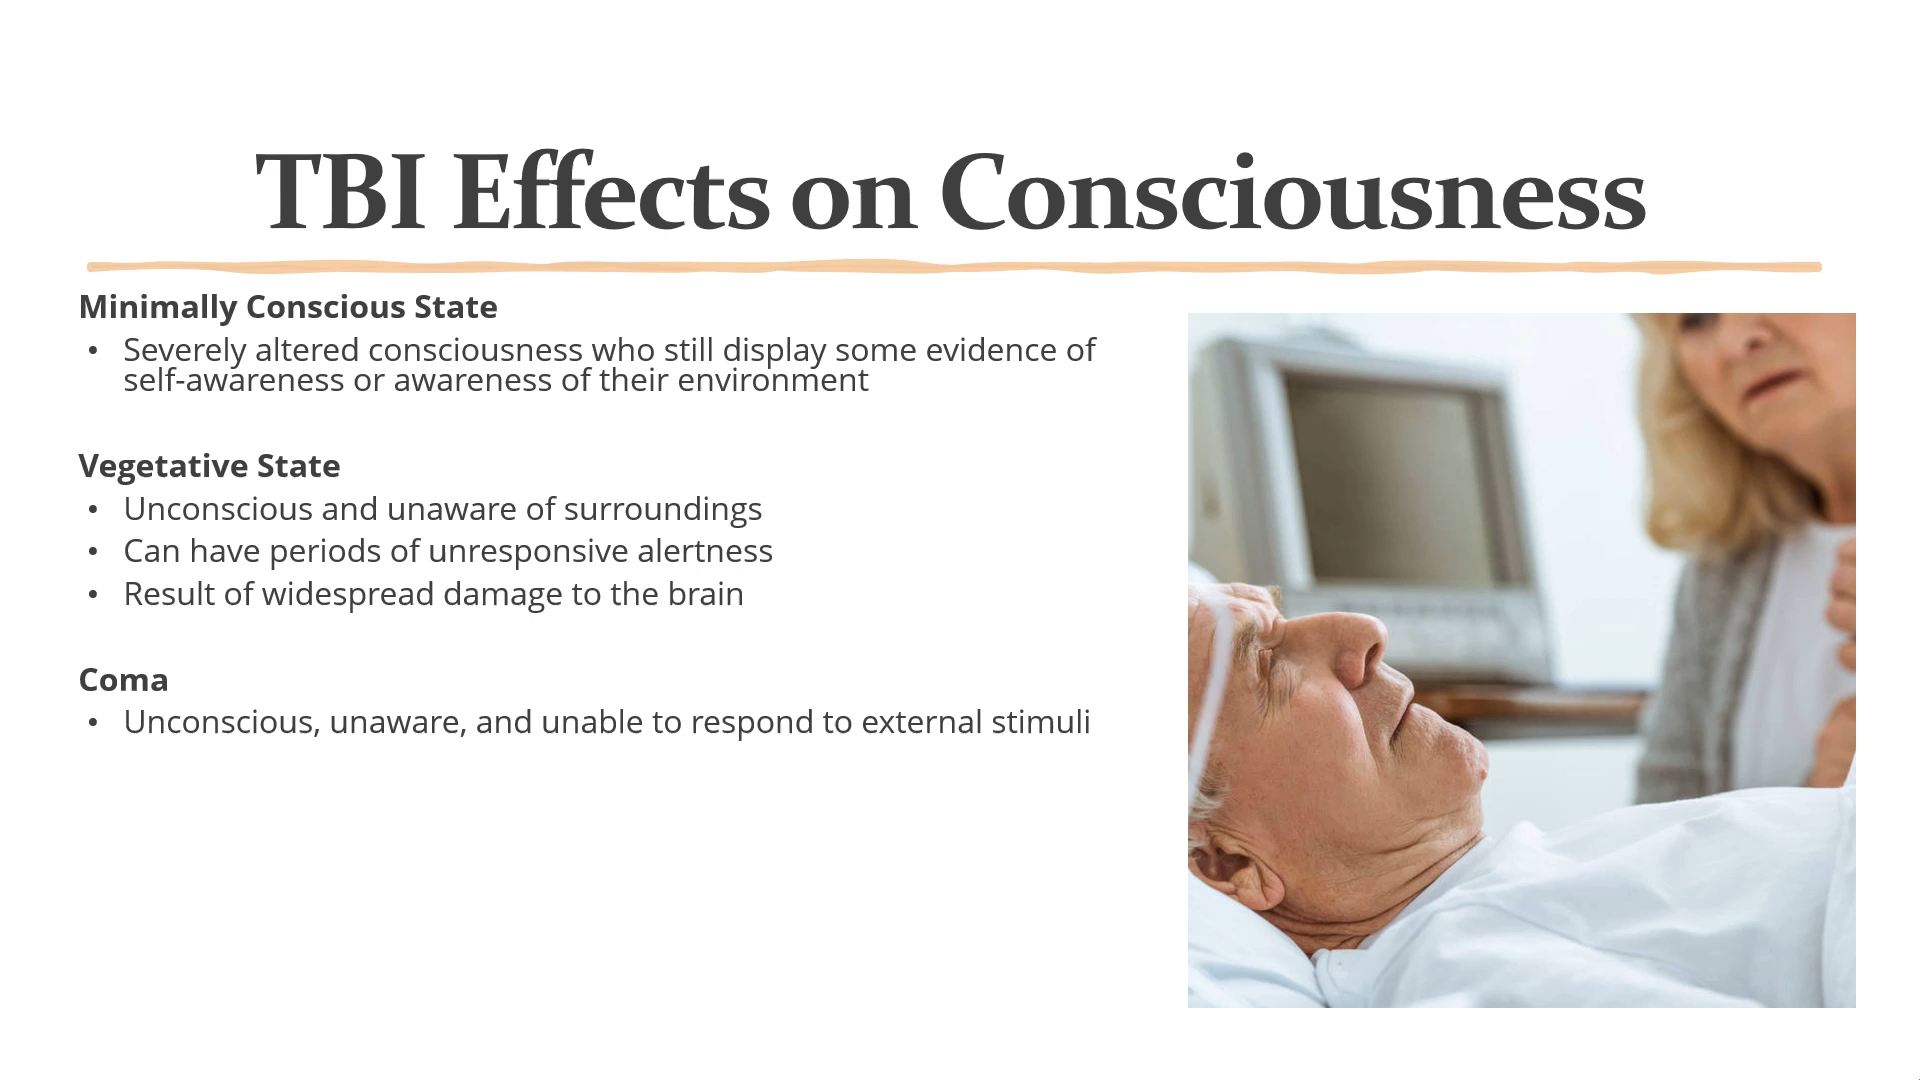 TBI Effects on Consciousness
Minimally Conscious State
• Severely altered consciousness who still display some evidence of
self-awareness or awareness of their environment
Vegetative State
• Unconscious and unaware of surroundings
• Can have periods of unresponsive alertness
• Result of widespread damage to the brain
Coma
• Unconscious, unaware, and unable to respond to external stimuli